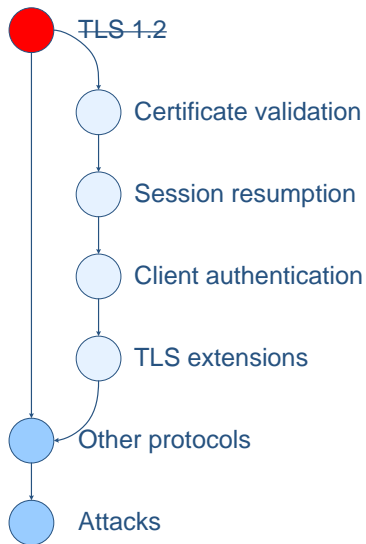 TLS 1.2
Certificate validation
Session resumption
Client authentication
TLS extensions
Other protocols
Attacks